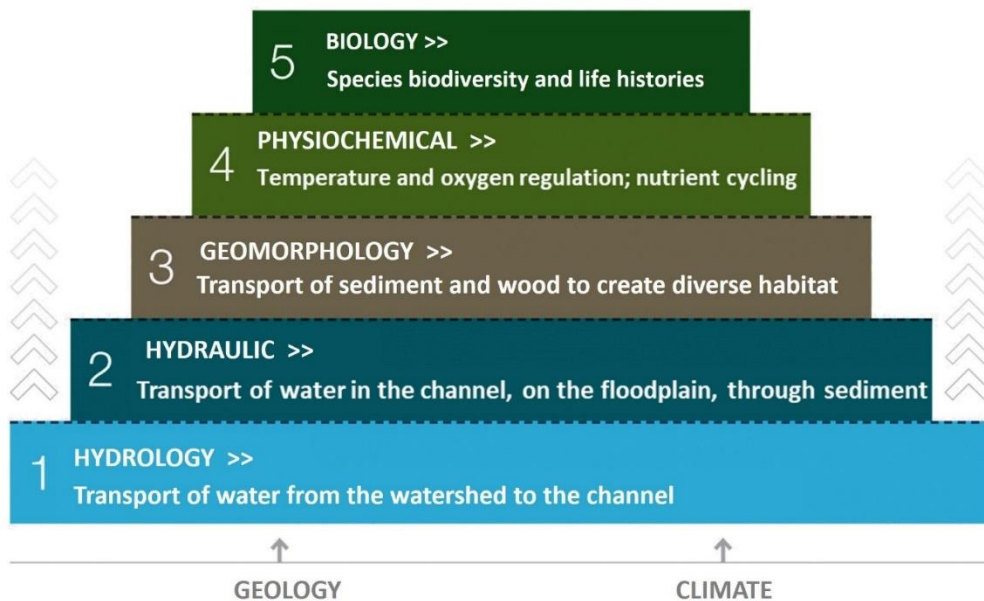 5 BIOLOGY >>
Species biodiversity and life histories
4 PHYSIOCHEMICAL >>
Temperature and oxygen regulation; nutrient cycling
3 GEOMORPHOLOGY >>
Transport of sediment and wood to create diverse habitat
2 HYDRAULIC >>
Transport of water in the channel, on the floodplain, through sediment
1 HYDROLOGY >>
Transport of water from the watershed to the channel
GEOLOGY CLIMATE